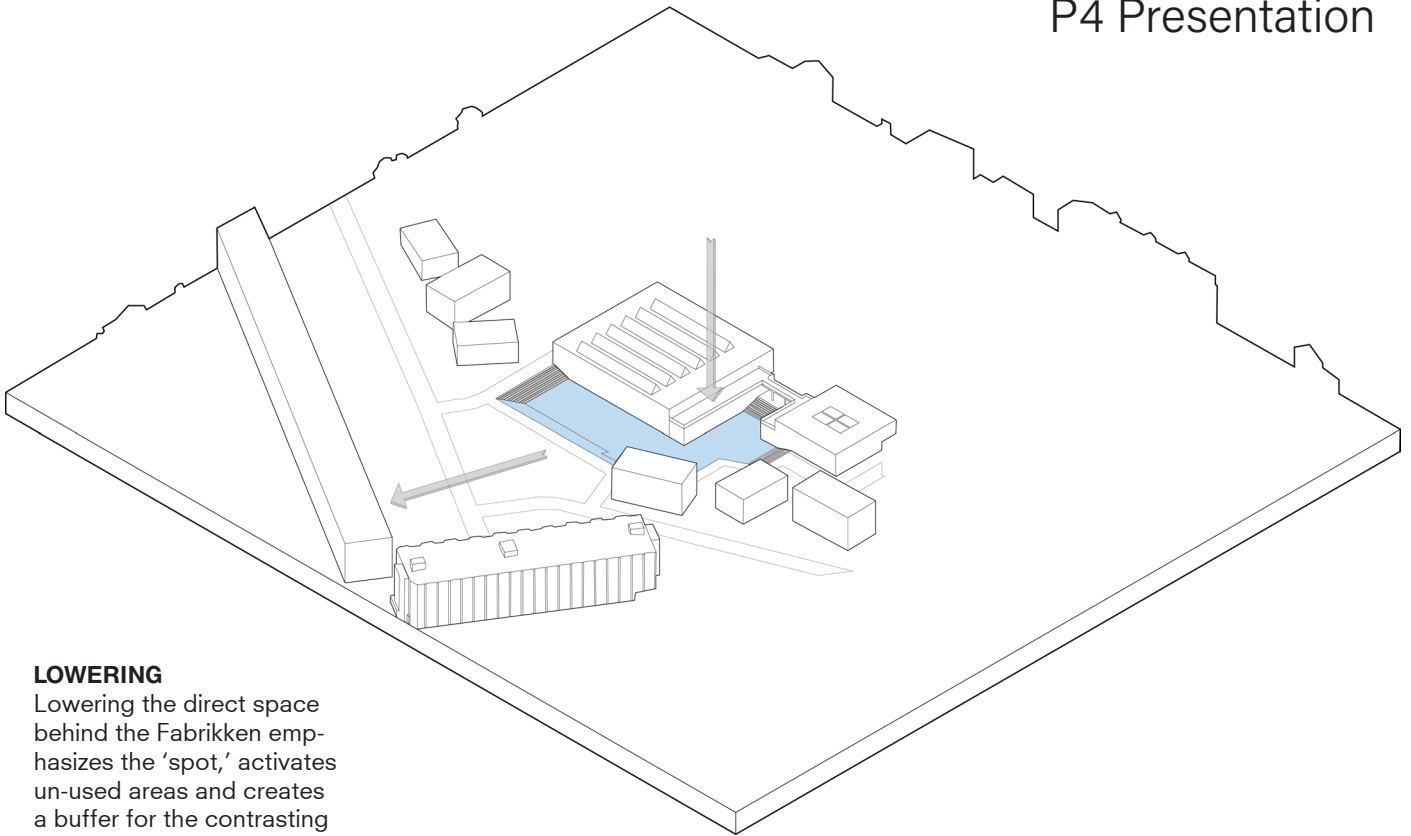 P4 Presentation
LOWERING
Lowering the direct space
behind the Fabrikken emp-
hasizes the ‘spot,’ activates
un-used areas and creates
a buffer for the contrasting